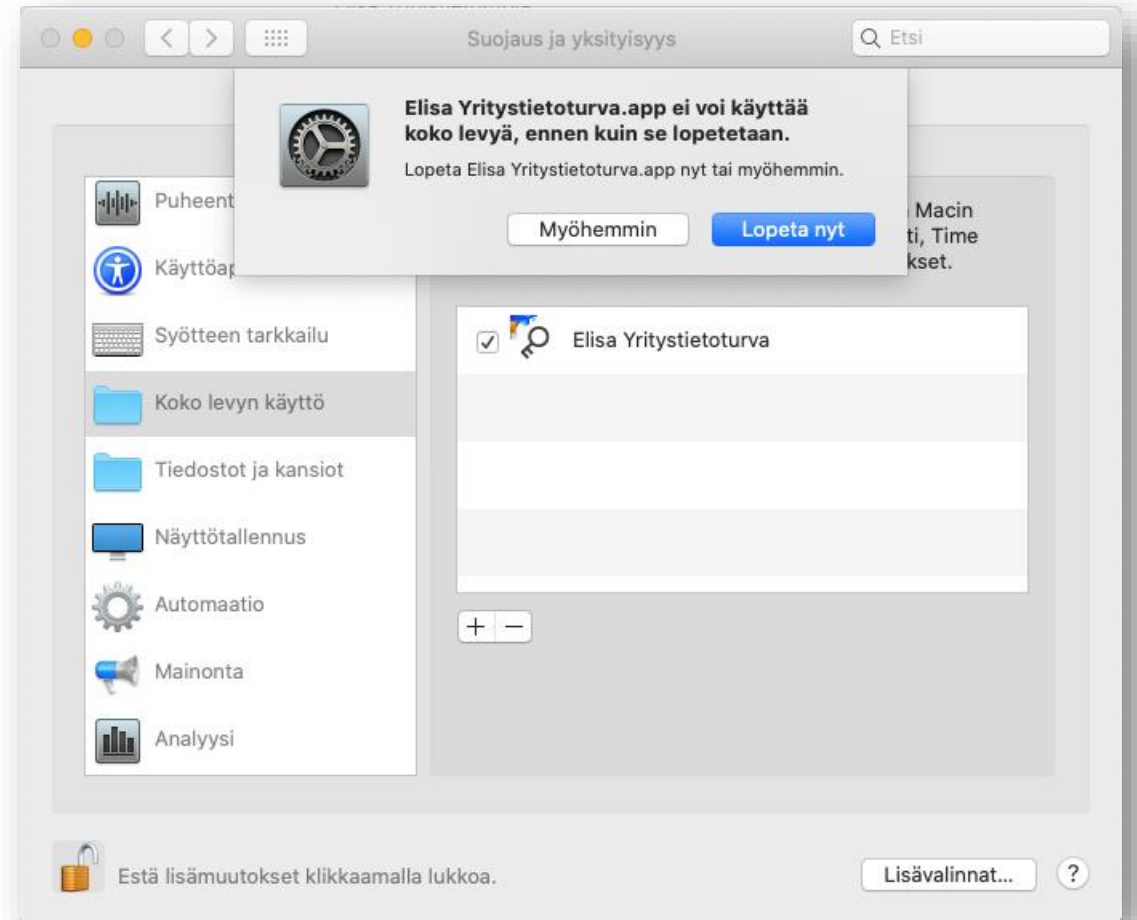 Suojaus ja yksityisyys
Etsi
Elisa Yritystietoturva.app ei voi käyttää
koko levyä, ennen kuin se lopetetaan.
Lopeta Elisa Yritystietoturva.app nyt tai myöhemmin.
Myöhemmin
Lopeta nyt
Macin
Time
Syötteen tarkkailu
Koko levyn käyttö
Tiedostot ja kansiot
Näyttötallennus
Automaatio
Mainonta
Analyysi
Elisa Yritystietoturva
+ −
Estä lisämuutokset klikkaamalla lukkoa.
Lisävalinnat...
?